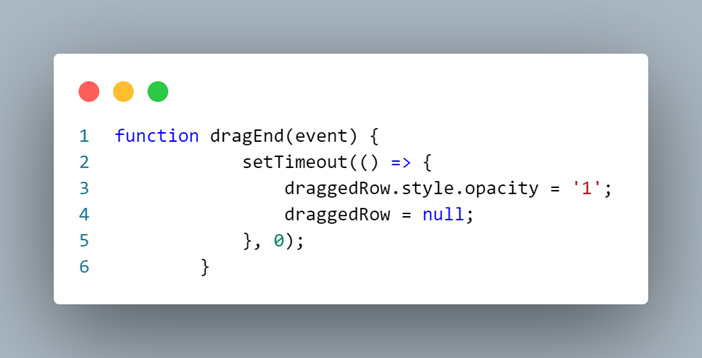 1 function dragEnd(event) {
2 setTimeout(() => {
3 draggedRow.style.opacity = '1';
4 draggedRow = null;
5 }, 0);
6 }